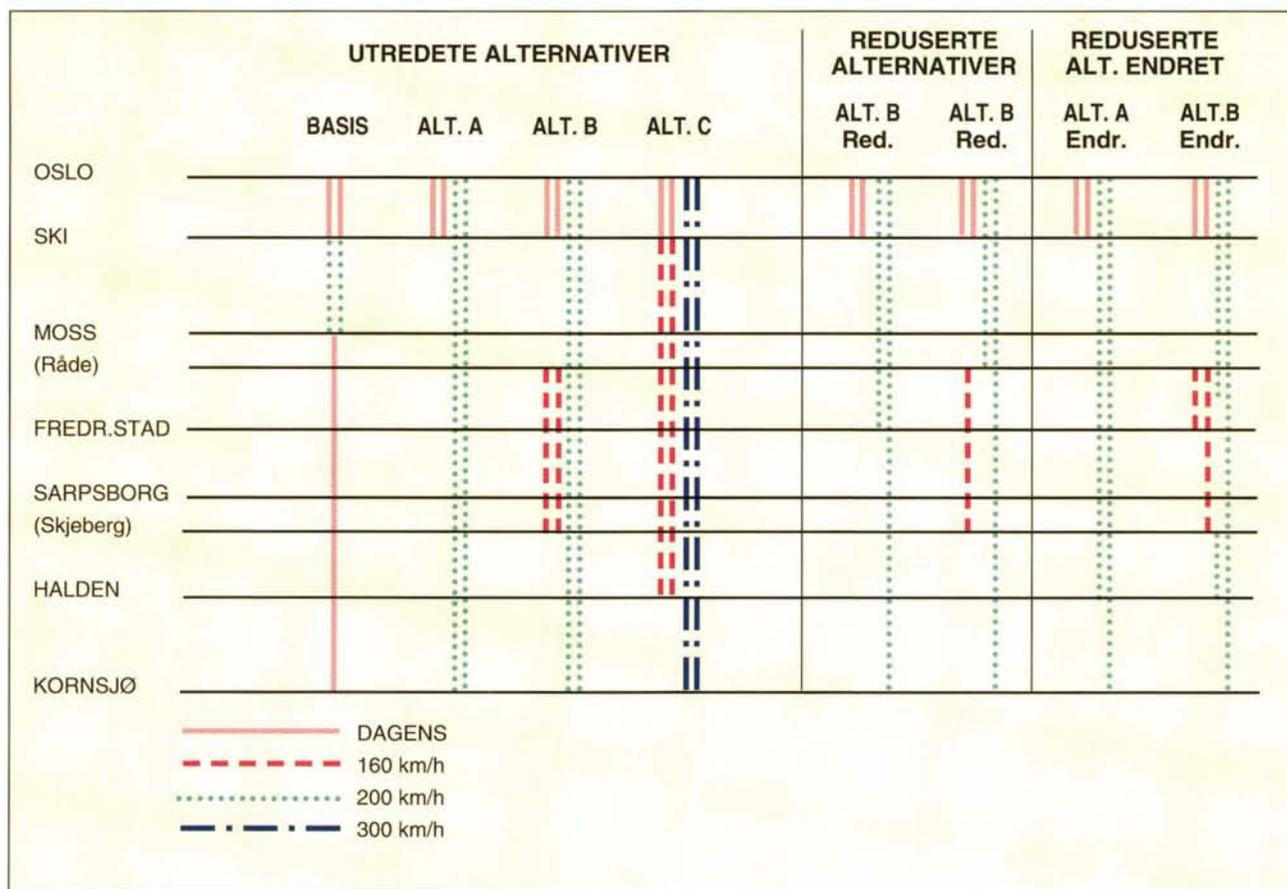 UTREDETE ALTERNATIVER
REDUSERTE
ALTERNATIVER
REDUSERTE
ALT. ENDRET
BASIS
ALT. A
ALT. B
ALT. C
ALT. B
Red.
ALT. B
Red.
ALT. A
Endr.
ALT.B
Endr.
OSLO
SKI
MOSS
(Råde)
FREDR.STAD
SARPSBORG
(Skjeberg)
HALDEN
KORNSJØ
DAGENS
160 km/h
200 km/h
300 km/h